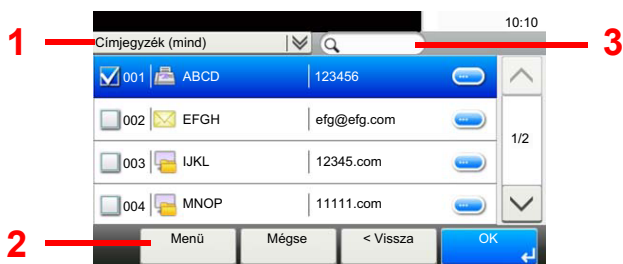 10:10
1 Címjegyzék (mind) 3
001 ABCD 123456
002 EFGH efg@efg.com
1/2
003 IJKL 12345.com
004 MNOP 11111.com
2 Menü Mégse < Vissza OK